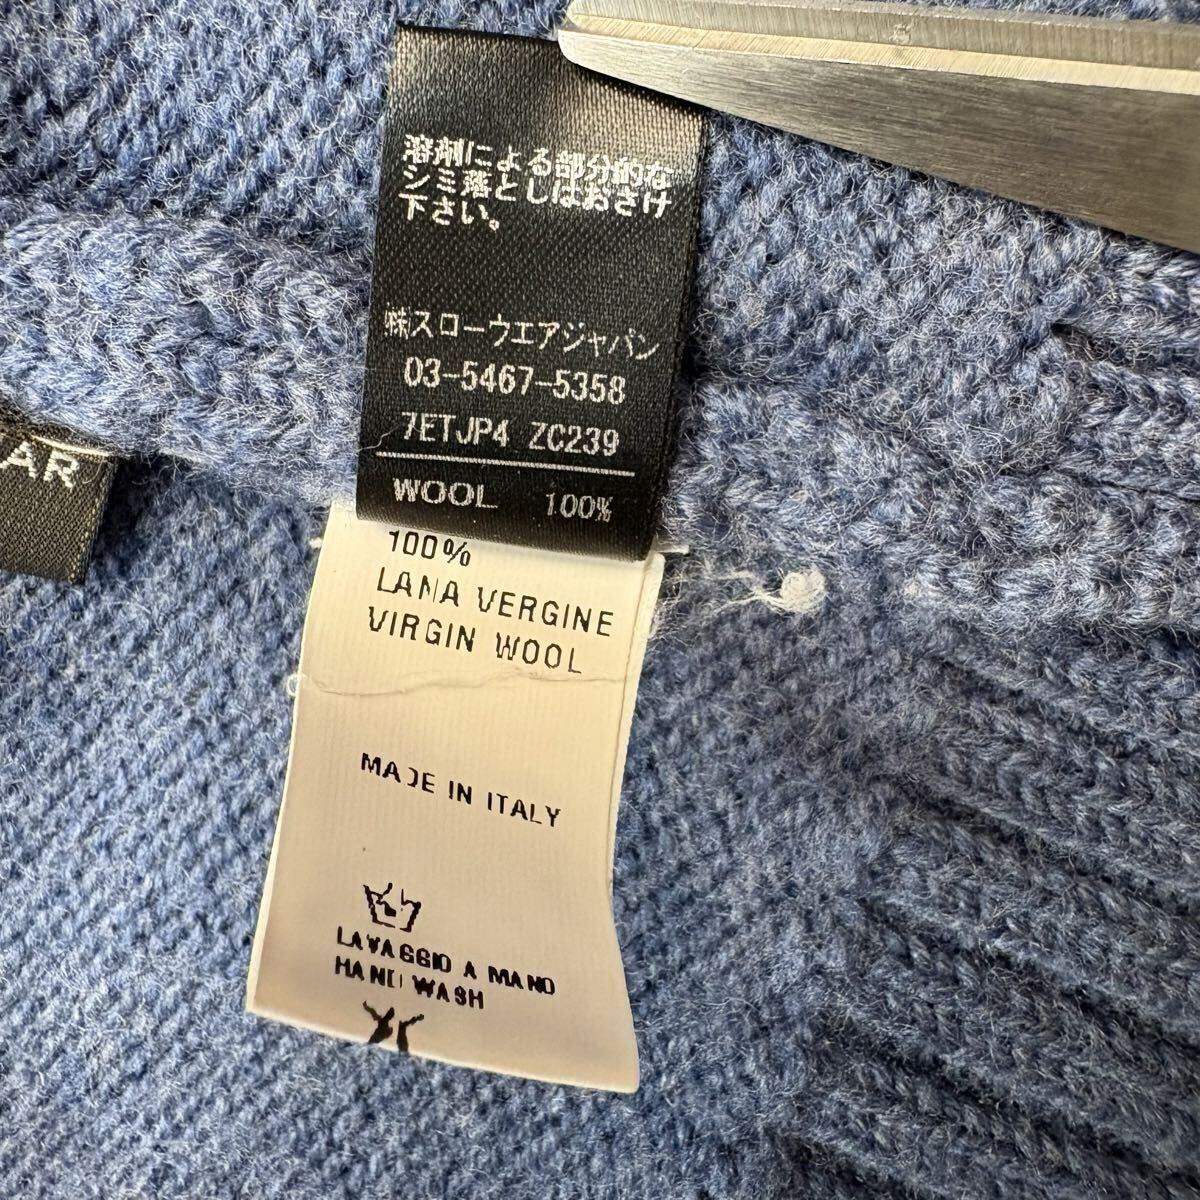 溶剤による部分的な
シミ落としはおさけ
下さい。
㈱スローウエアジャパン
03-5467-5358
7ETJP4 ZC239
WOOL 100%
AR
100%
LANA VERGINE
VIRGIN WOOL
MADE IN ITALY
LAVAGGIO A MANO
HAND WASH